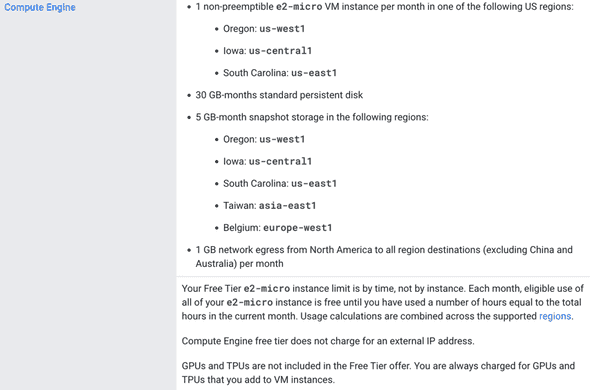 Compute Engine
• 1 non-preemptible e2-micro VM instance per month in one of the following US regions:
• Oregon: us-west1
• Iowa: us-central1
• South Carolina: us-east1
• 30 GB-months standard persistent disk
• 5 GB-month snapshot storage in the following regions:
• Oregon: us-west1
• Iowa: us-central1
• South Carolina: us-east1
• Taiwan: asia-east1
• Belgium: europe-west1
• 1 GB network egress from North America to all region destinations (excluding China and
Australia) per month
Your Free Tier e2-micro instance limit is by time, not by instance. Each month, eligible use of
all of your e2-micro instance is free until you have used a number of hours equal to the total
hours in the current month. Usage calculations are combined across the supported regions.
Compute Engine free tier does not charge for an external IP address.
GPUs and TPUs are not included in the Free Tier offer. You are always charged for GPUs and
TPUs that you add to VM instances.